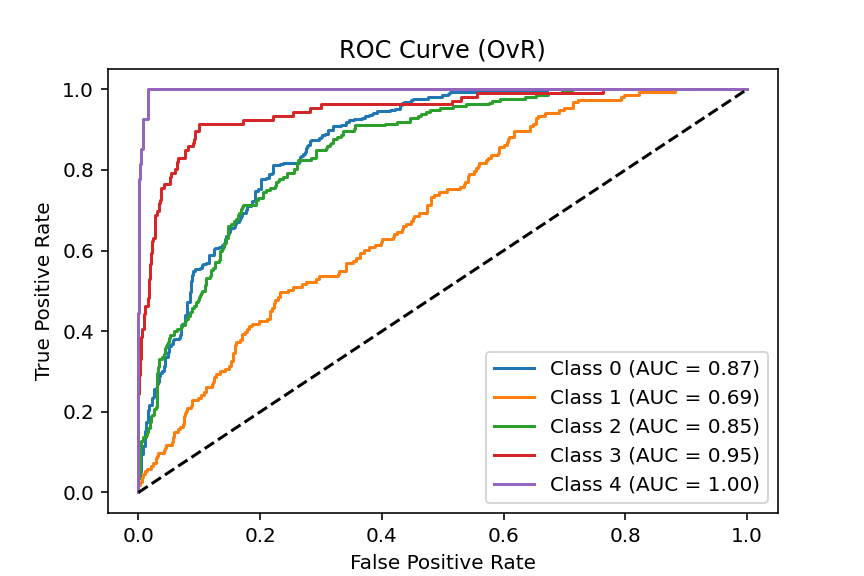 ROC Curve (OvR)
True Positive Rate
1.0
0.8
0.6
0.4
0.2
0.0
Class 0 (AUC = 0.87)
Class 1 (AUC = 0.69)
Class 2 (AUC = 0.85)
Class 3 (AUC = 0.95)
Class 4 (AUC = 1.00)
0.0 0.2 0.4 0.6 0.8 1.0
False Positive Rate